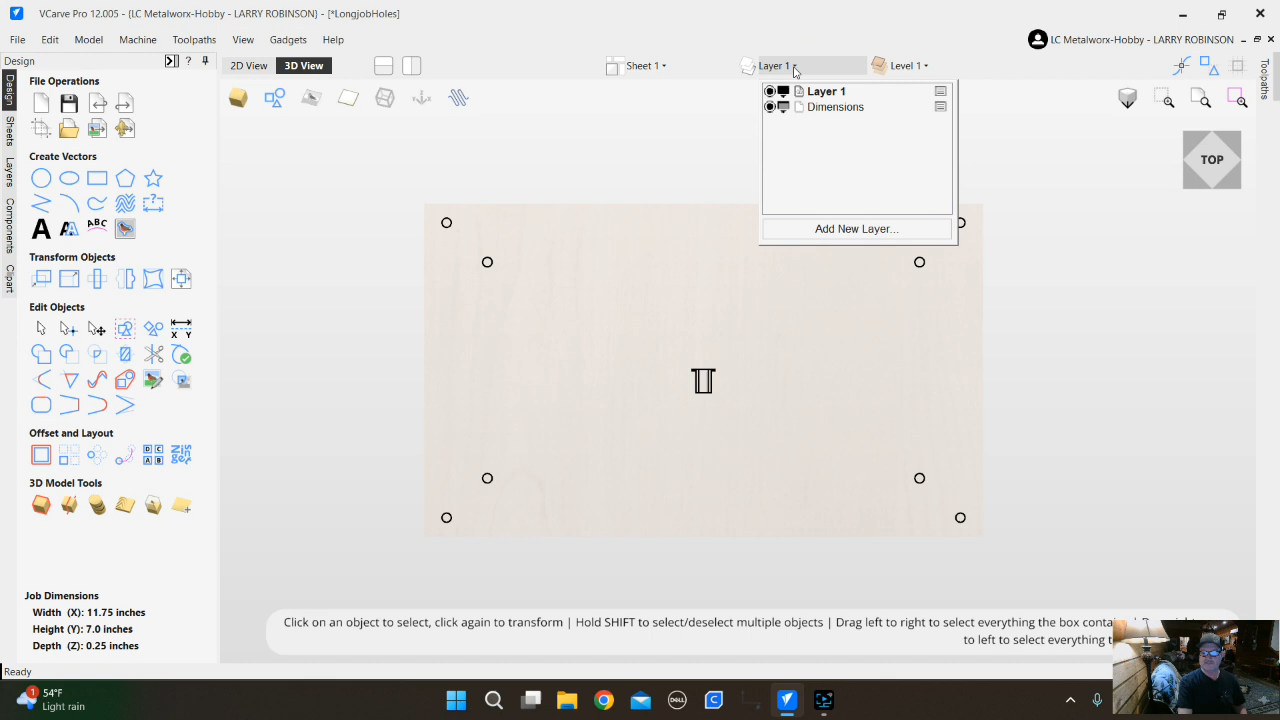 VCarve Pro 12.005 - {LC Metalworx-Hobby - LARRY ROBINSON} - [*LongjobHoles]
File Edit Model Machine Toolpaths View Gadgets Help
LC Metalworx-Hobby - LARRY ROBINSON
Design
2D View 3D View Sheet 1 Layer 1 Level 1
Design
Sheets
Layers
Components
Clipart
Toolpaths
File Operations
Create Vectors
A A ABC
Transform Objects
Edit Objects
X Y
Offset and Layout
3D Model Tools
Job Dimensions
Width (X): 11.75 inches
Height (Y): 7.0 inches
Depth (Z): 0.25 inches
Layer 1
Dimensions
Add New Layer...
TOP
Click on an object to select, click again to transform | Hold SHIFT to select/deselect multiple objects | Drag left to right to select everything the box
to left to select everything
Ready
1
54°F
Light rain
DELL